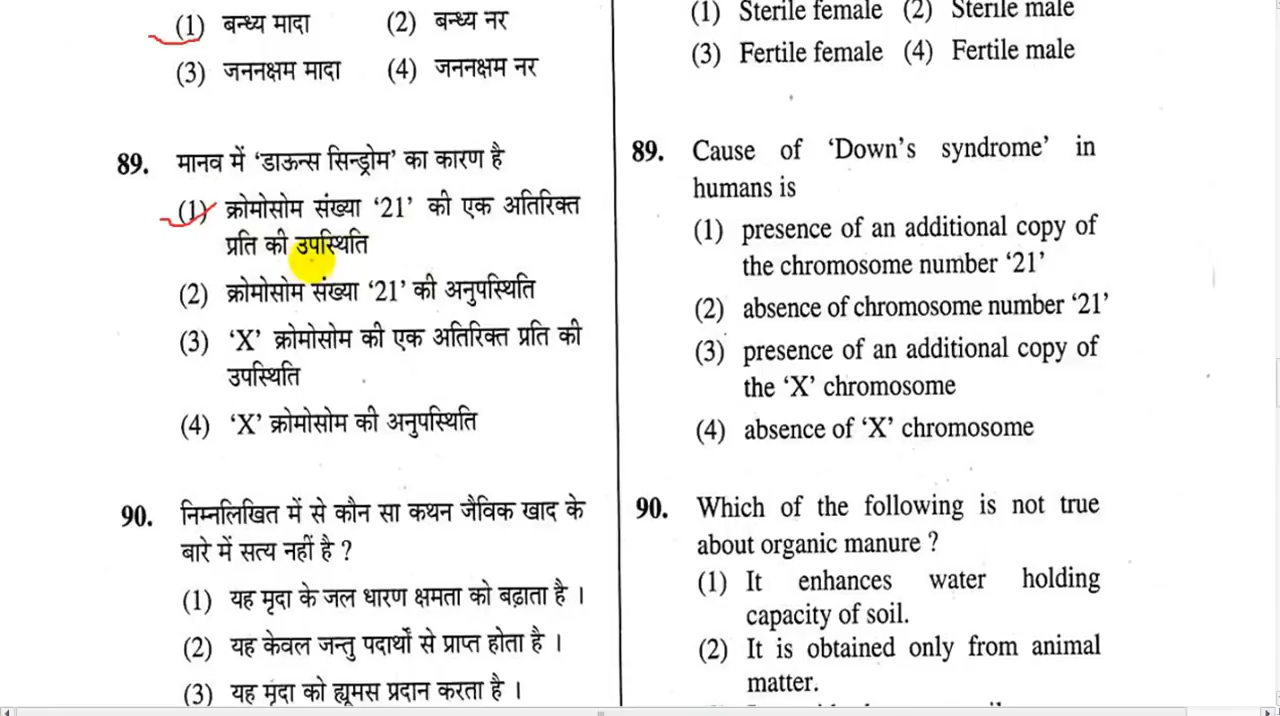 (1) बन्ध्य मादा (2) बन्ध्य नर
(3) जननक्षम मादा (4) जननक्षम नर
89. मानव में ‘डाऊन्स सिन्ड्रोम’ का कारण है
(1) क्रोमोसोम संख्या ‘21’ की एक अतिरिक्त
प्रति की उपस्थिति
(2) क्रोमोसोम संख्या ‘21’ की अनुपस्थिति
(3) ‘X’ क्रोमोसोम की एक अतिरिक्त प्रति की
उपस्थिति
(4) ‘X’ क्रोमोसोम की अनुपस्थिति
90. निम्नलिखित में से कौन सा कथन जैविक खाद के
बारे में सत्य नहीं है ?
(1) यह मृदा के जल धारण क्षमता को बढ़ाता है ।
(2) यह केवल जन्तु पदार्थों से प्राप्त होता है ।
(3) यह मृदा को ह्यूमस प्रदान करता है ।
(1) Sterile female (2) Sterile male
(3) Fertile female (4) Fertile male
89. Cause of ‘Down’s syndrome’ in
humans is
(1) presence of an additional copy of
the chromosome number ‘21’
(2) absence of chromosome number ‘21’
(3) presence of an additional copy of
the ‘X’ chromosome
(4) absence of ‘X’ chromosome
90. Which of the following is not true
about organic manure ?
(1) It enhances water holding
capacity of soil.
(2) It is obtained only from animal
matter.